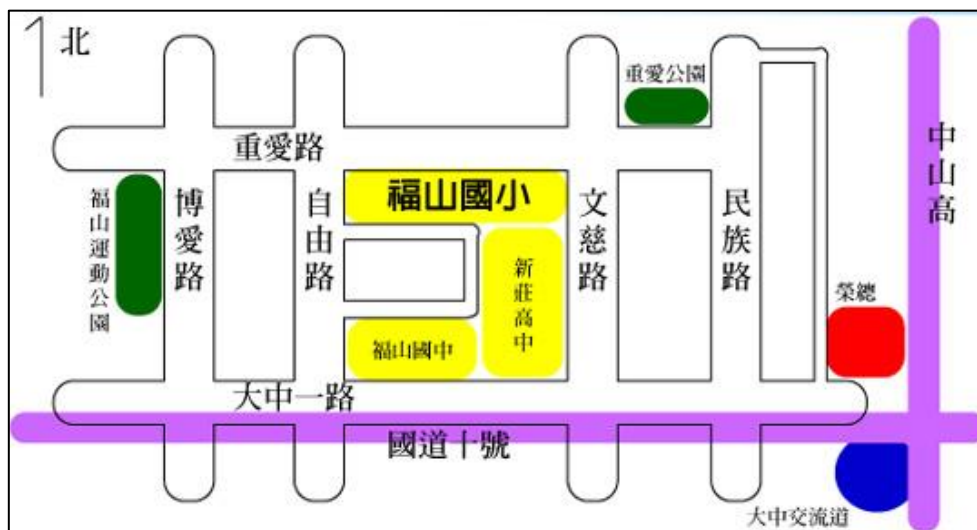 北
重愛公園
重愛路
中山高
福山國小
福山運動公園
博愛路
自由路
文慈路
民族路
新莊高中
榮總
福山國中
大中一路
國道十號
大中交流道